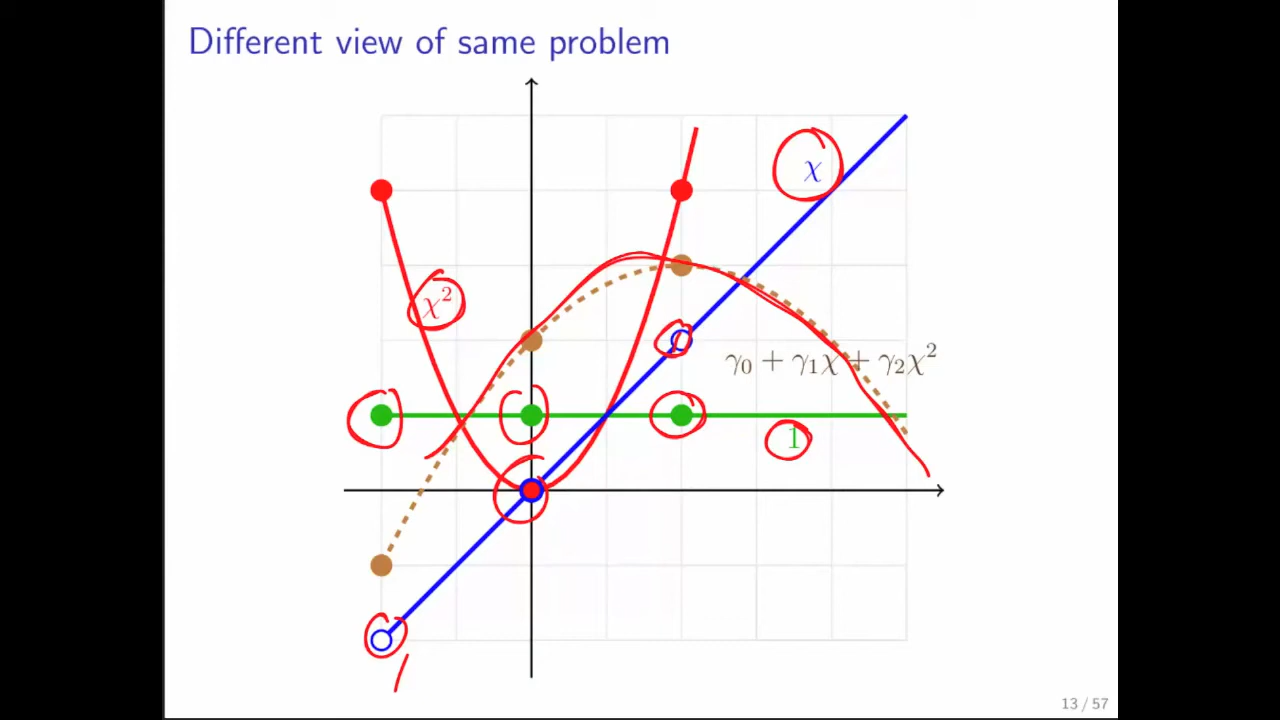 Different view of same problem
χ
χ²
γ₀ + γ₁χ + γ₂χ²
1
13 / 57